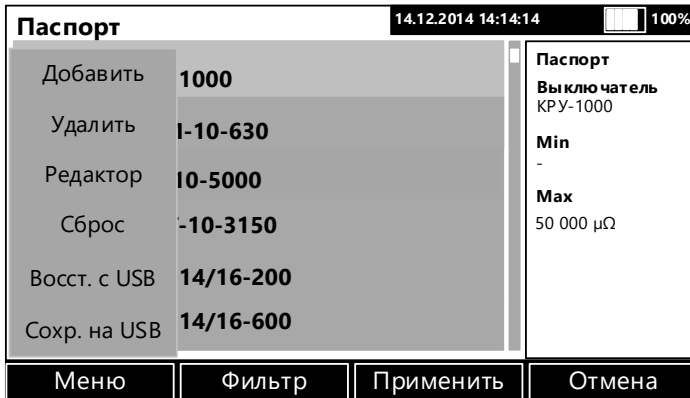 Паспорт
14.12.2014 14:14:14
100%
Добавить
Удалить
Редактор
Сброс
Восст. с USB
Сохр. на USB
1000
-10-630
10-5000
-10-3150
14/16-200
14/16-600
Паспорт
Выключатель
КРУ-1000
Min
-
Max
50 000 µΩ
Меню
Фильтр
Применить
Отмена